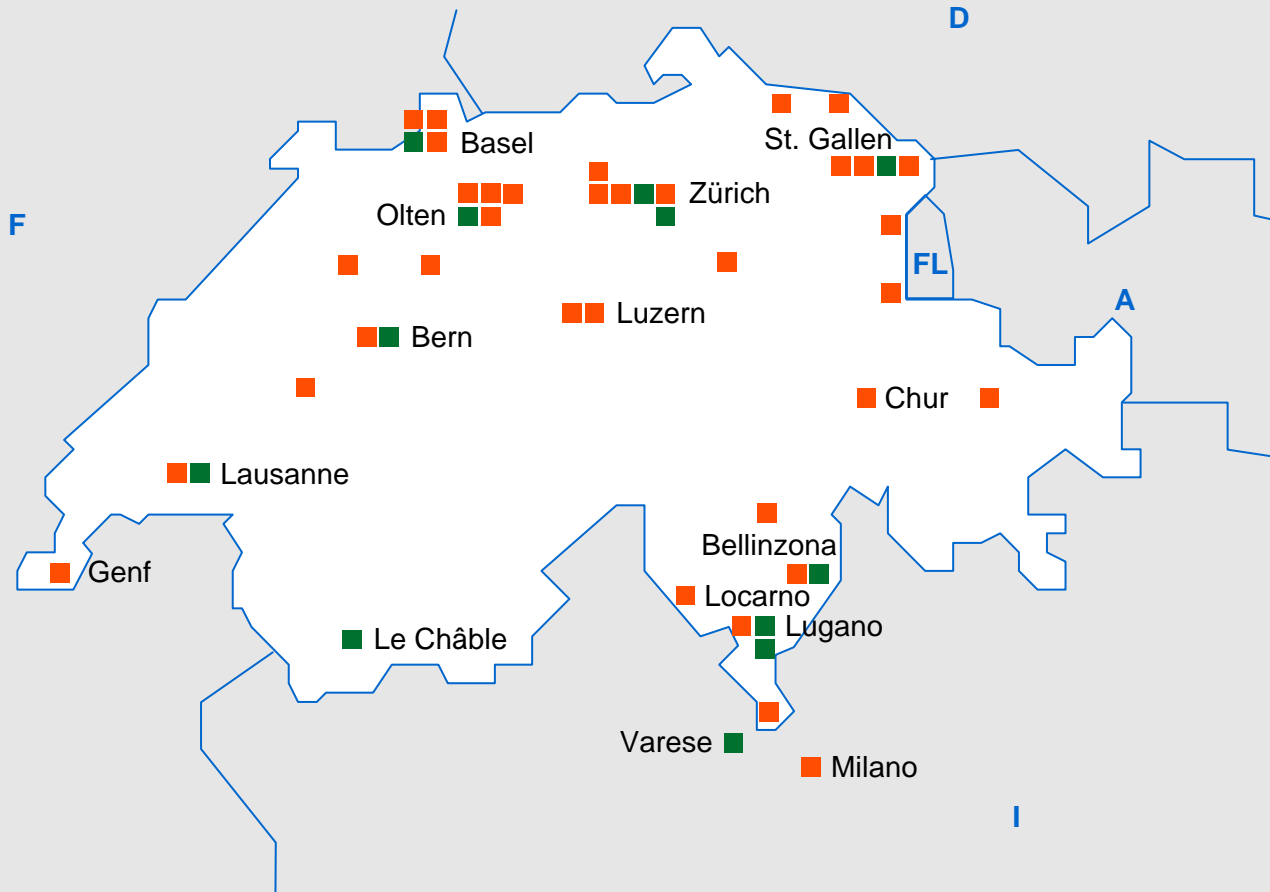 D
Basel
St. Gallen
Olten
Zürich
F
FL
A
Luzern
Bern
Chur
Lausanne
Bellinzona
Genf
Locarno
Lugano
Le Châble
Varese
Milano
I